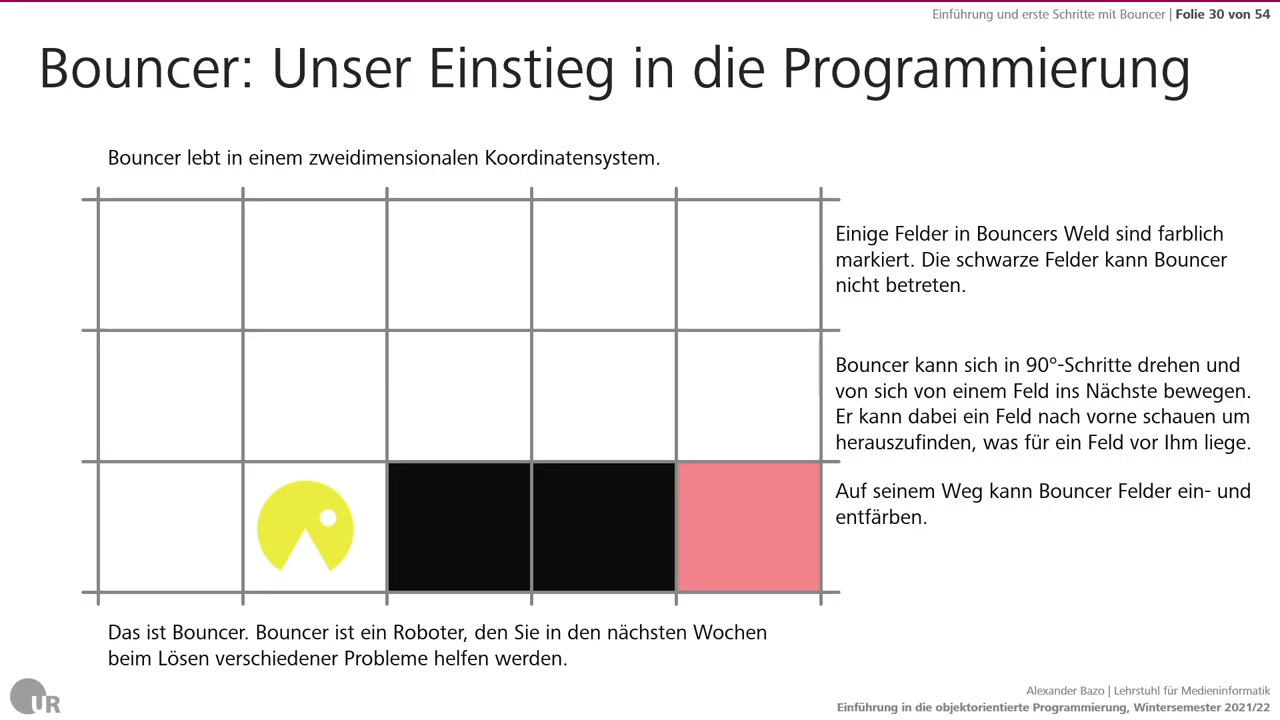 Einführung und erste Schritte mit Bouncer | Folie 30 von 54
Bouncer: Unser Einstieg in die Programmierung
Bouncer lebt in einem zweidimensionalen Koordinatensystem.
Einige Felder in Bouncers Weld sind farblich
markiert. Die schwarze Felder kann Bouncer
nicht betreten.
Bouncer kann sich in 90°-Schritte drehen und
von sich von einem Feld ins Nächste bewegen.
Er kann dabei ein Feld nach vorne schauen um
herauszufinden, was für ein Feld vor Ihm liege.
Auf seinem Weg kann Bouncer Felder ein- und
entfärben.
Das ist Bouncer. Bouncer ist ein Roboter, den Sie in den nächsten Wochen
beim Lösen verschiedener Probleme helfen werden.
UR
Alexander Bazo | Lehrstuhl für Medieninformatik
Einführung in die objektorientierte Programmierung, Wintersemester 2021/22